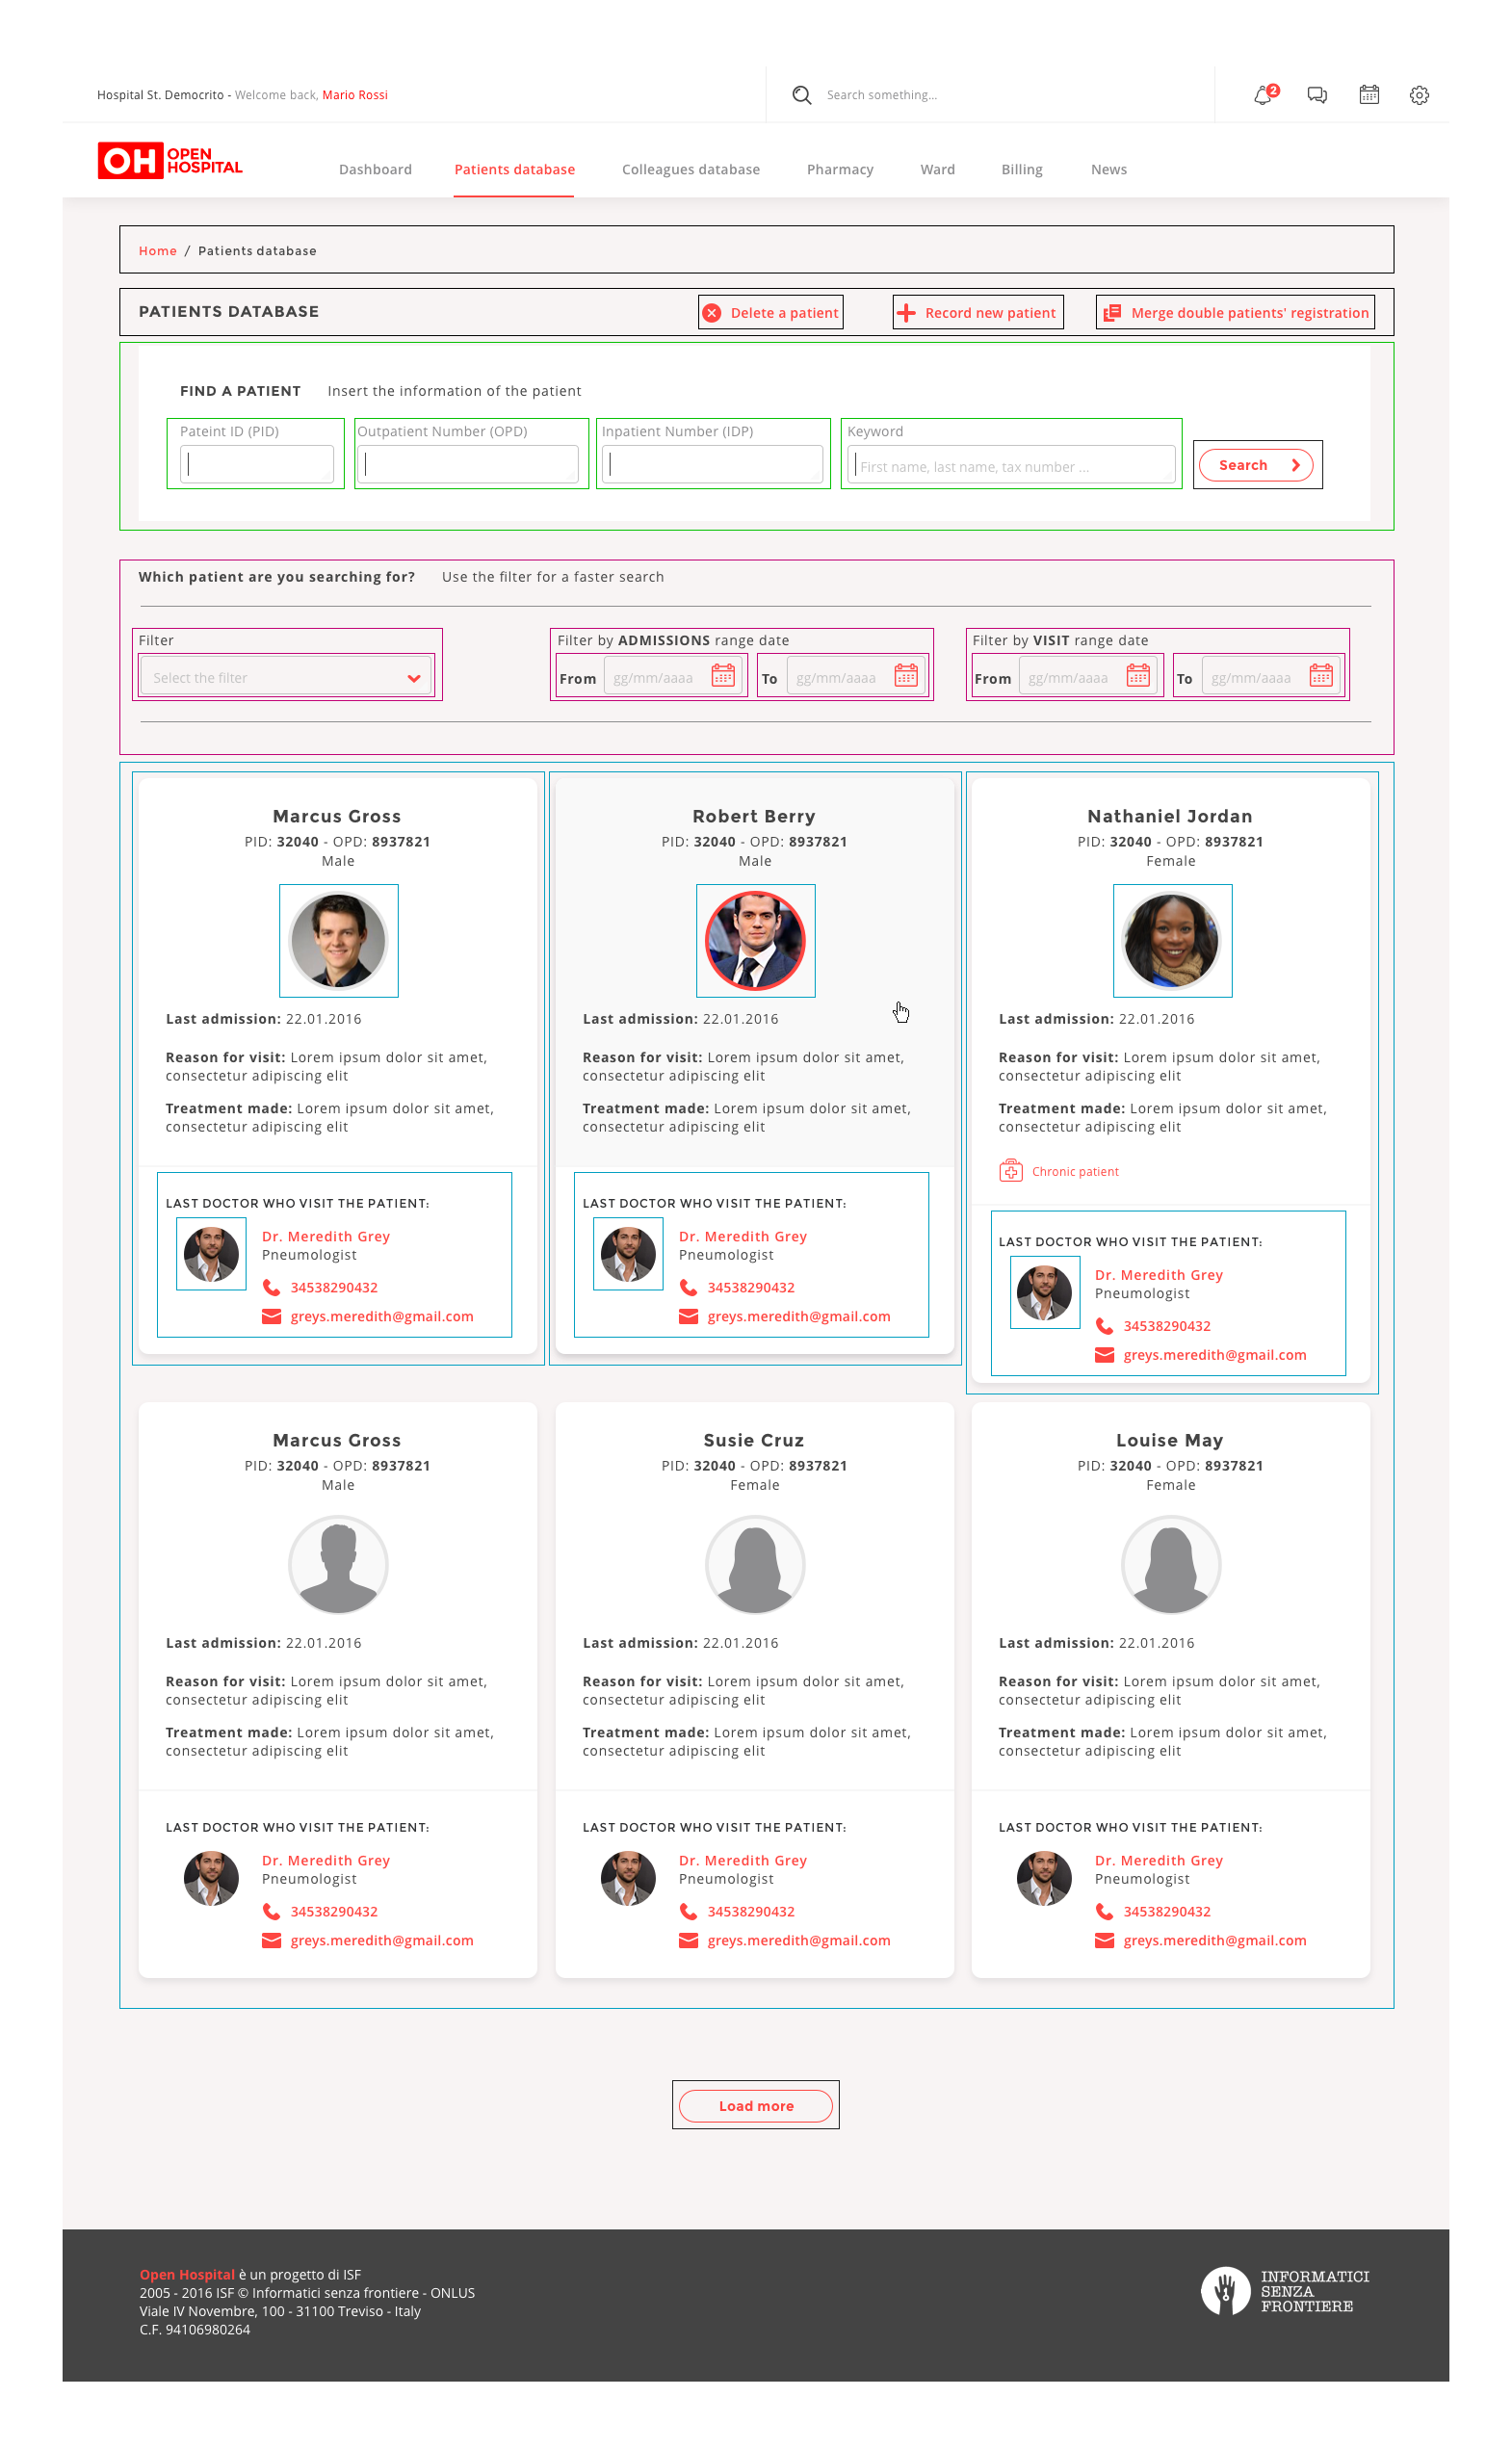 Hospital St. Democrito - Welcome back, Mario Rossi
Search something...
2
OH OPEN HOSPITAL
Dashboard Patients database Colleagues database Pharmacy Ward Billing News
Home / Patients database
PATIENTS DATABASE
Delete a patient Record new patient Merge double patients' registration
FIND A PATIENT Insert the information of the patient
Pateint ID (PID) Outpatient Number (OPD) Inpatient Number (IDP) Keyword
First name, last name, tax number ...
Search
Which patient are you searching for? Use the filter for a faster search
Filter Filter by ADMISSIONS range date Filter by VISIT range date
Select the filter From gg/mm/aaaa To gg/mm/aaaa From gg/mm/aaaa To gg/mm/aaaa
Marcus Gross
PID: 32040 - OPD: 8937821
Male
Last admission: 22.01.2016
Reason for visit: Lorem ipsum dolor sit amet,
consectetur adipiscing elit
Treatment made: Lorem ipsum dolor sit amet,
consectetur adipiscing elit
LAST DOCTOR WHO VISIT THE PATIENT:
Dr. Meredith Grey
Pneumologist
34538290432
greys.meredith@gmail.com
Robert Berry
PID: 32040 - OPD: 8937821
Male
Last admission: 22.01.2016
Reason for visit: Lorem ipsum dolor sit amet,
consectetur adipiscing elit
Treatment made: Lorem ipsum dolor sit amet,
consectetur adipiscing elit
LAST DOCTOR WHO VISIT THE PATIENT:
Dr. Meredith Grey
Pneumologist
34538290432
greys.meredith@gmail.com
Nathaniel Jordan
PID: 32040 - OPD: 8937821
Female
Last admission: 22.01.2016
Reason for visit: Lorem ipsum dolor sit amet,
consectetur adipiscing elit
Treatment made: Lorem ipsum dolor sit amet,
consectetur adipiscing elit
Chronic patient
LAST DOCTOR WHO VISIT THE PATIENT:
Dr. Meredith Grey
Pneumologist
34538290432
greys.meredith@gmail.com
Marcus Gross
PID: 32040 - OPD: 8937821
Male
Last admission: 22.01.2016
Reason for visit: Lorem ipsum dolor sit amet,
consectetur adipiscing elit
Treatment made: Lorem ipsum dolor sit amet,
consectetur adipiscing elit
LAST DOCTOR WHO VISIT THE PATIENT:
Dr. Meredith Grey
Pneumologist
34538290432
greys.meredith@gmail.com
Susie Cruz
PID: 32040 - OPD: 8937821
Female
Last admission: 22.01.2016
Reason for visit: Lorem ipsum dolor sit amet,
consectetur adipiscing elit
Treatment made: Lorem ipsum dolor sit amet,
consectetur adipiscing elit
LAST DOCTOR WHO VISIT THE PATIENT:
Dr. Meredith Grey
Pneumologist
34538290432
greys.meredith@gmail.com
Louise May
PID: 32040 - OPD: 8937821
Female
Last admission: 22.01.2016
Reason for visit: Lorem ipsum dolor sit amet,
consectetur adipiscing elit
Treatment made: Lorem ipsum dolor sit amet,
consectetur adipiscing elit
LAST DOCTOR WHO VISIT THE PATIENT:
Dr. Meredith Grey
Pneumologist
34538290432
greys.meredith@gmail.com
Load more
Open Hospital è un progetto di ISF
2005 - 2016 ISF © Informatici senza frontiere - ONLUS
Viale IV Novembre, 100 - 31100 Treviso - Italy
C.F. 94106980264
INFORMATICI
SENZA
FRONTIERE